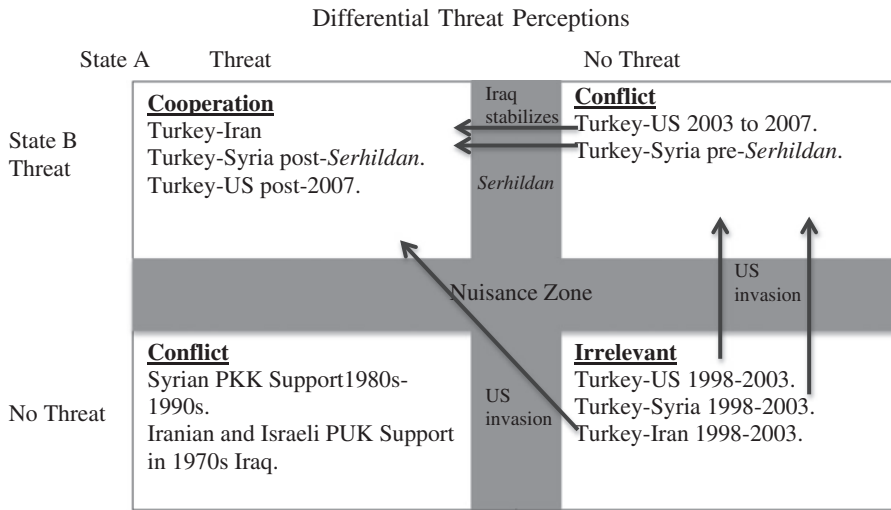 Differential Threat Perceptions
State A Threat No Threat
State B
Threat
Cooperation
Turkey-Iran
Turkey-Syria post-Serhildan.
Turkey-US post-2007.
Iraq
stabilizes
Serhildan
Conflict
Turkey-US 2003 to 2007.
Turkey-Syria pre-Serhildan.
Nuisance Zone
US
invasion
No Threat
Conflict
Syrian PKK Support1980s-
1990s.
Iranian and Israeli PUK Support
in 1970s Iraq.
US
invasion
Irrelevant
Turkey-US 1998-2003.
Turkey-Syria 1998-2003.
Turkey-Iran 1998-2003.